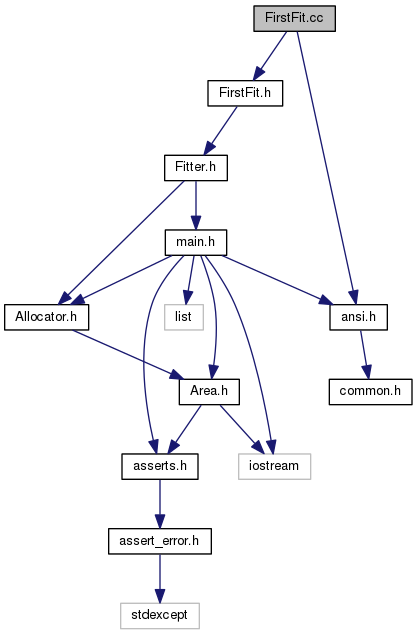 FirstFit.cc
FirstFit.h
Fitter.h
main.h
Allocator.h
list
ansi.h
Area.h
common.h
asserts.h
iostream
assert_error.h
stdexcept